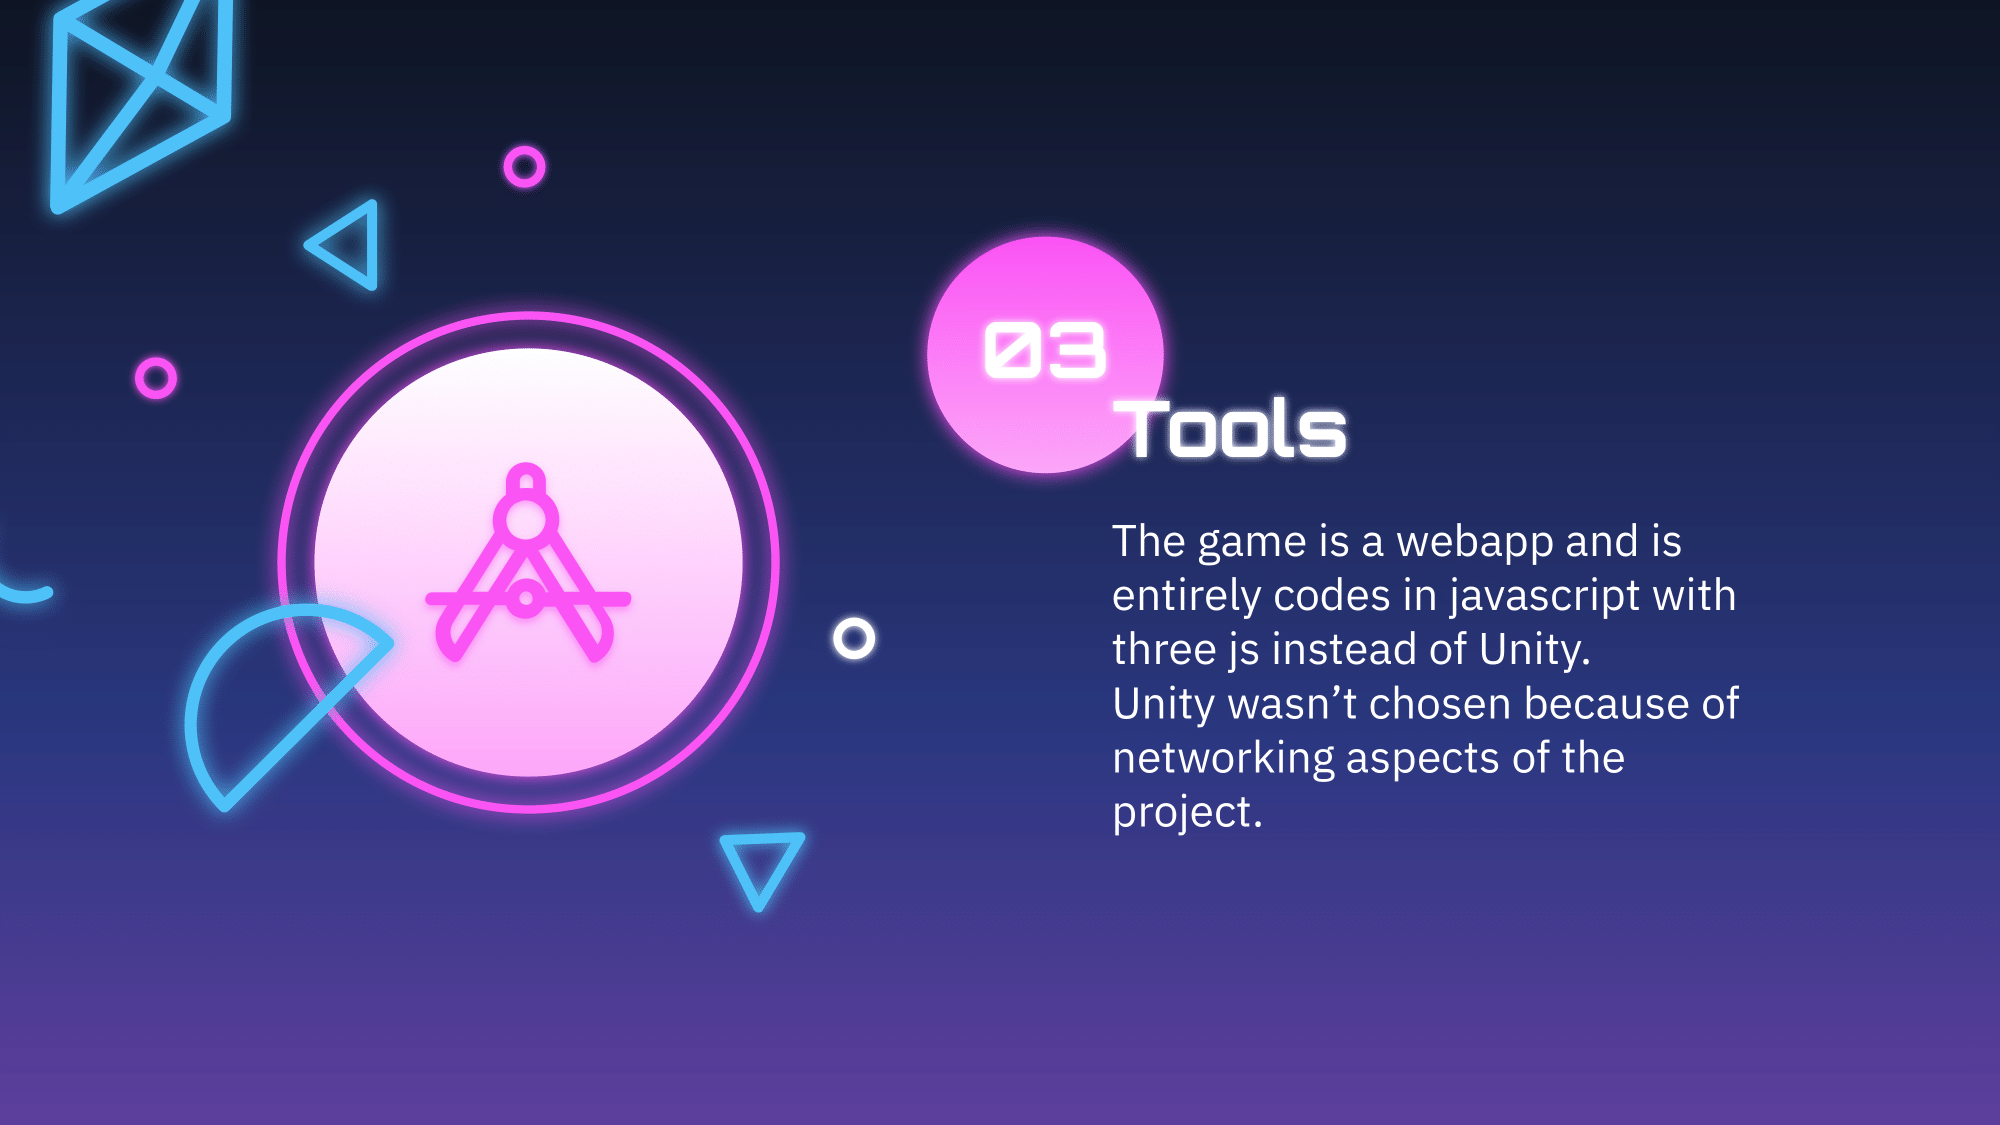 03
Tools
The game is a webapp and is
entirely codes in javascript with
three js instead of Unity.
Unity wasn’t chosen because of
networking aspects of the
project.